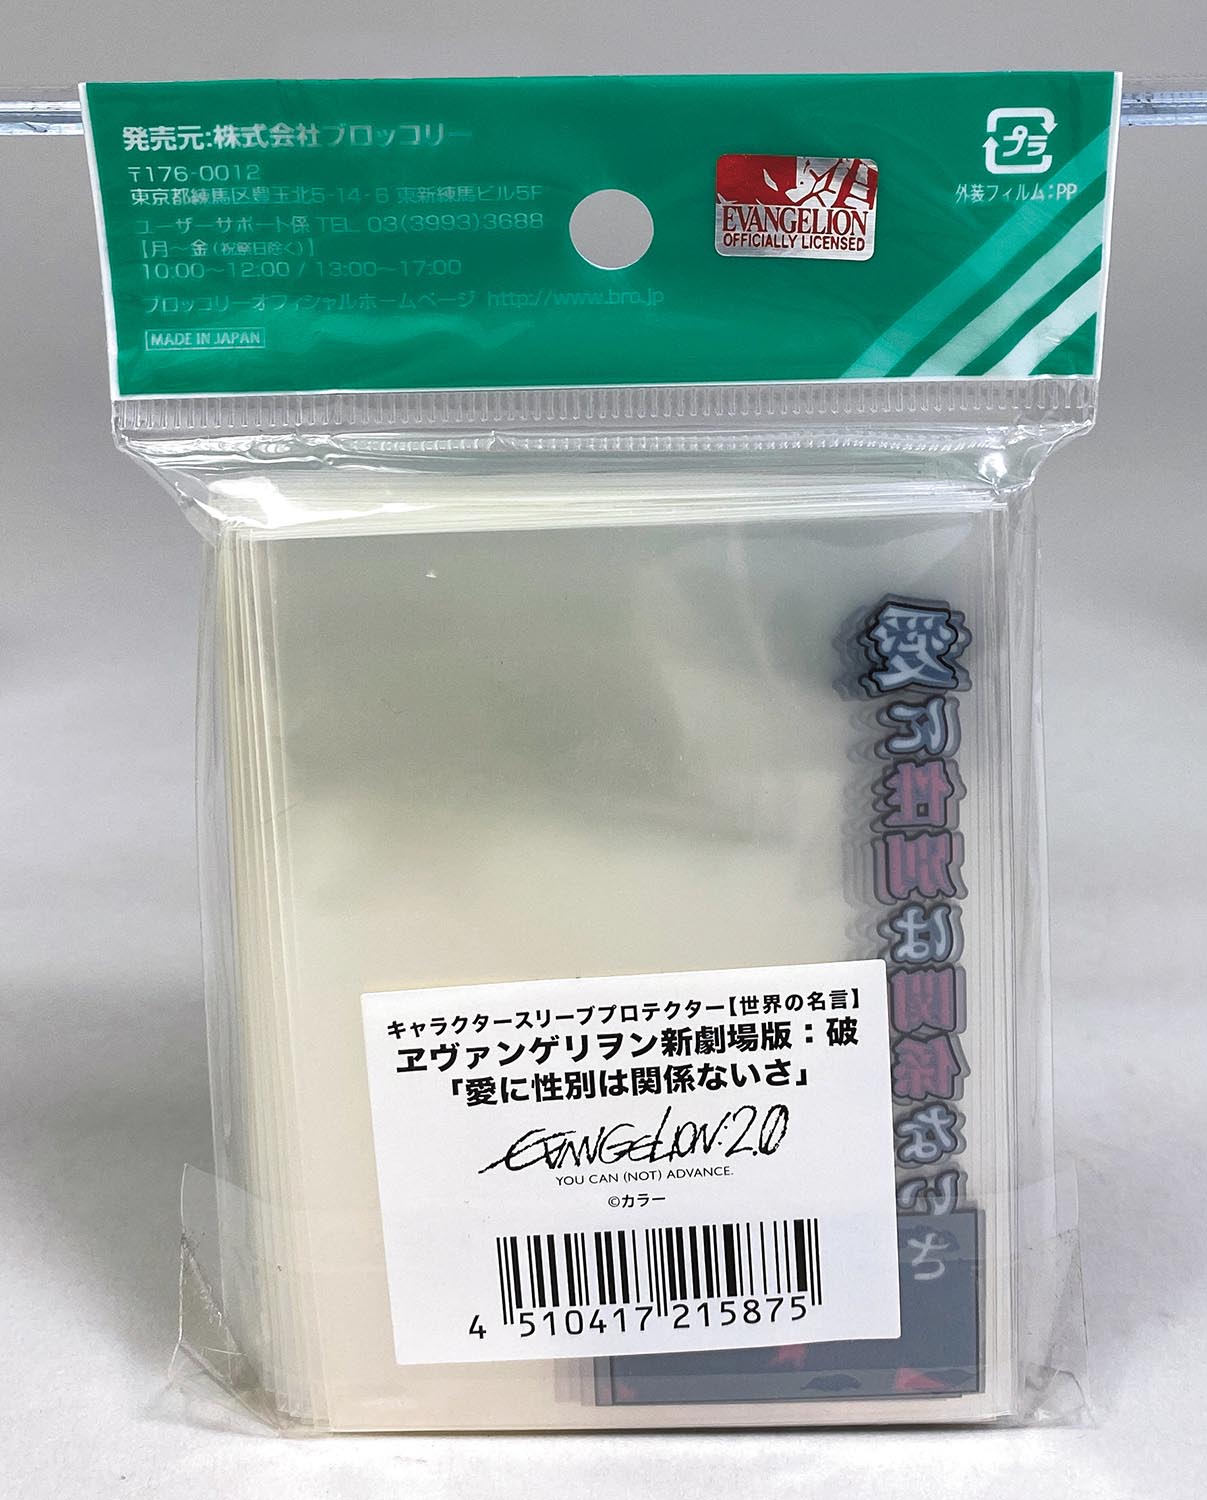 発売元:株式会社ブロッコリー
〒176-0012
東京都練馬区豊玉北5-14-6 東新練馬ビル5F
ユーザーサポート係 TEL 03(3993)3688
【月～金(祝祭日除く)】
10:00～12:00 / 13:00～17:00
ブロッコリーオフィシャルホームページ http://www.bro.jp
MADE IN JAPAN
EVANGELION
OFFICIALLY LICENSED
プラ
外装フィルム:PP
愛に性別は関係ないさ
キャラクタースリーブプロテクター【世界の名言】
ヱヴァンゲリヲン新劇場版:破
「愛に性別は関係ないさ」
EVANGELION:2.0
YOU CAN (NOT) ADVANCE.
©カラー
4 510417 215875